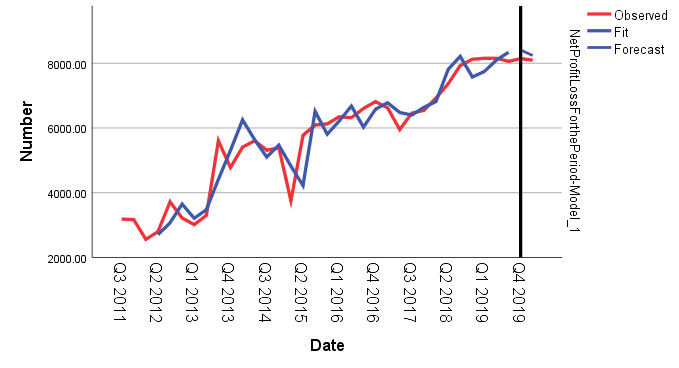 Observed
Fit
Forecast
NetProfitLossForthePeriod-Model_1
Number
8000.00
6000.00
4000.00
2000.00
Q3 2011
Q2 2012
Q1 2013
Q4 2013
Q3 2014
Q2 2015
Q1 2016
Q4 2016
Q3 2017
Q2 2018
Q1 2019
Q4 2019
Date